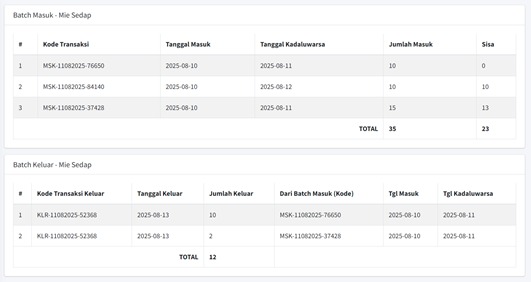 Batch Masuk - Mie Sedap
# Kode Transaksi Tanggal Masuk Tanggal Kadaluwarsa Jumlah Masuk Sisa
1 MSK-11082025-76650 2025-08-10 2025-08-11 10 0
2 MSK-11082025-84140 2025-08-10 2025-08-12 10 10
3 MSK-11082025-37428 2025-08-10 2025-08-11 15 13
TOTAL 35 23
Batch Keluar - Mie Sedap
# Kode Transaksi Keluar Tanggal Keluar Jumlah Keluar Dari Batch Masuk (Kode) Tgl Masuk Tgl Kadaluwarsa
1 KLR-11082025-52368 2025-08-13 10 MSK-11082025-76650 2025-08-10 2025-08-11
2 KLR-11082025-52368 2025-08-13 2 MSK-11082025-37428 2025-08-10 2025-08-11
TOTAL 12